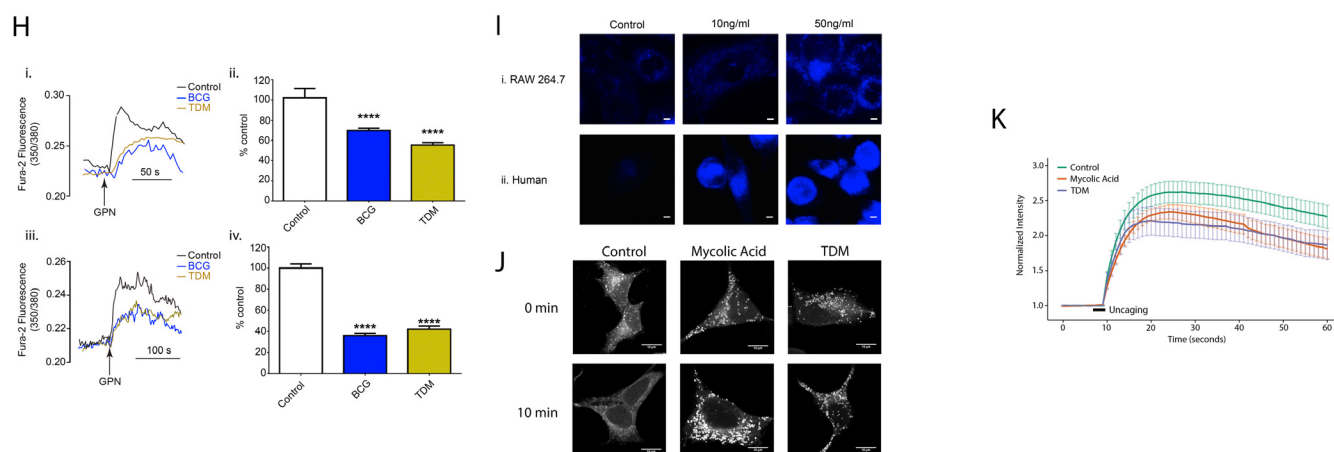 H
i.
Control
BCG
TDM
Fura-2 Fluorescence
(350/380)
0.30
0.25
0.20
50 s
GPN
ii.
% control
120
100
80
60
40
20
0
****
****
Control
BCG
TDM
iii.
Control
BCG
TDM
Fura-2 Fluorescence
(350/380)
0.26
0.24
0.22
0.20
100 s
GPN
iv.
% control
120
100
80
60
40
20
0
****
****
Control
BCG
TDM
I
Control 10ng/ml 50ng/ml
i. RAW 264.7
ii. Human
J
Control Mycolic Acid TDM
0 min
10 min
K
Control
Mycolic Acid
TDM
Normalized Intensity
3.0
2.5
2.0
1.5
1.0
Uncaging
0 10 20 30 40 50 60
Time (seconds)